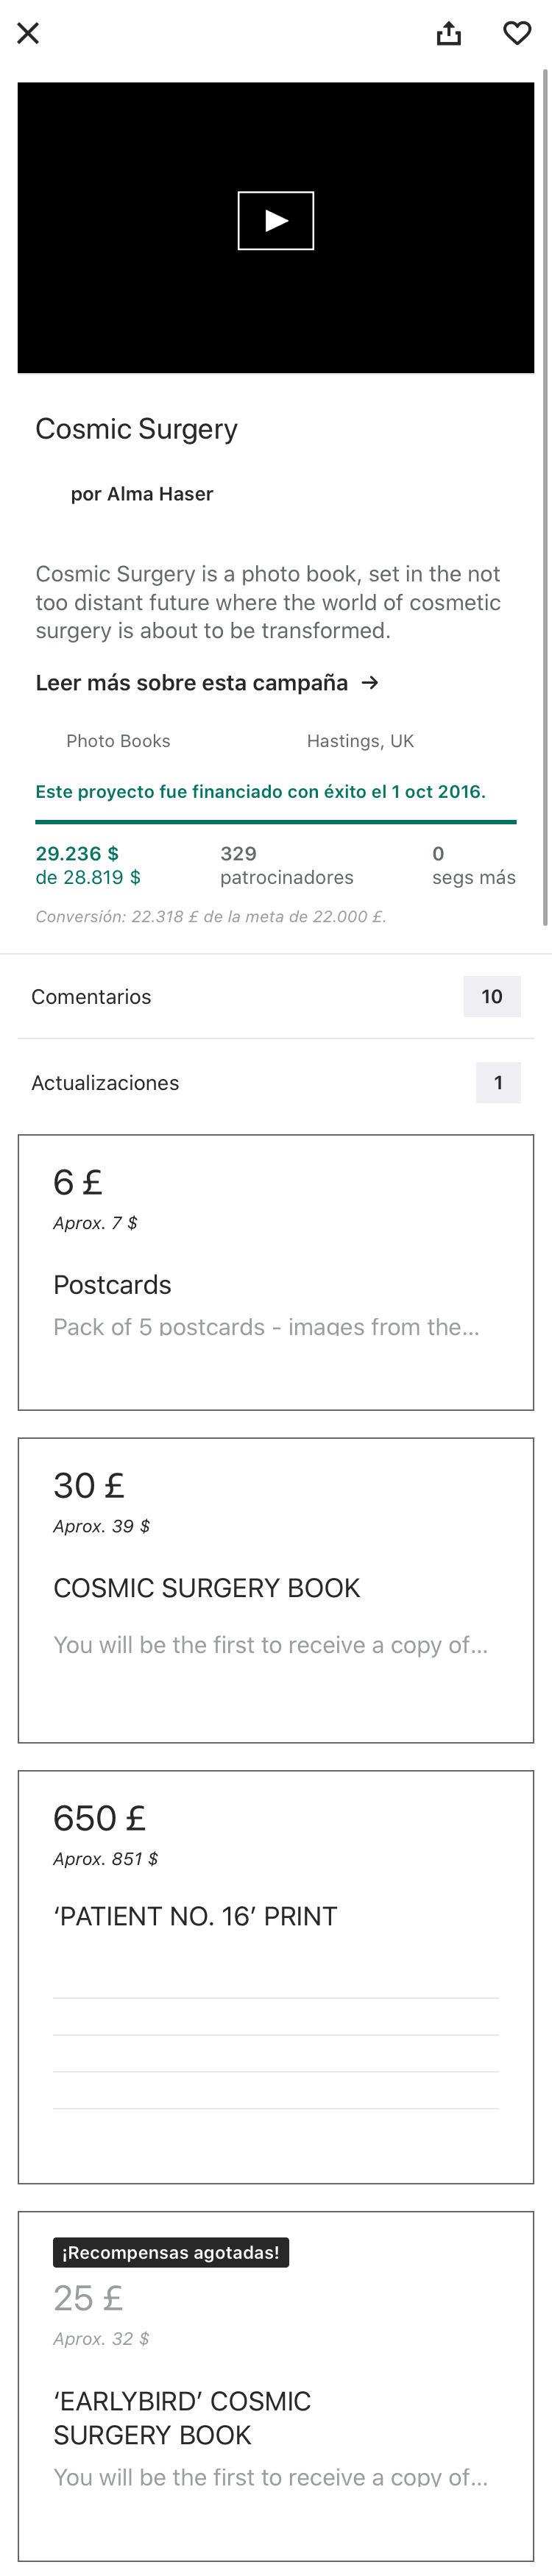 Cosmic Surgery
por Alma Haser
Cosmic Surgery is a photo book, set in the not
too distant future where the world of cosmetic
surgery is about to be transformed.
Leer más sobre esta campaña →
Photo Books Hastings, UK
Este proyecto fue financiado con éxito el 1 oct 2016.
29.236 $ 329 0
de 28.819 $ patrocinadores segs más
Conversión: 22.318 £ de la meta de 22.000 £.
Comentarios 10
Actualizaciones 1
6 £
Aprox. 7 $
Postcards
Pack of 5 postcards - images from the...
30 £
Aprox. 39 $
COSMIC SURGERY BOOK
You will be the first to receive a copy of...
650 £
Aprox. 851 $
‘PATIENT NO. 16’ PRINT
¡Recompensas agotadas!
25 £
Aprox. 32 $
‘EARLYBIRD’ COSMIC
SURGERY BOOK
You will be the first to receive a copy of...